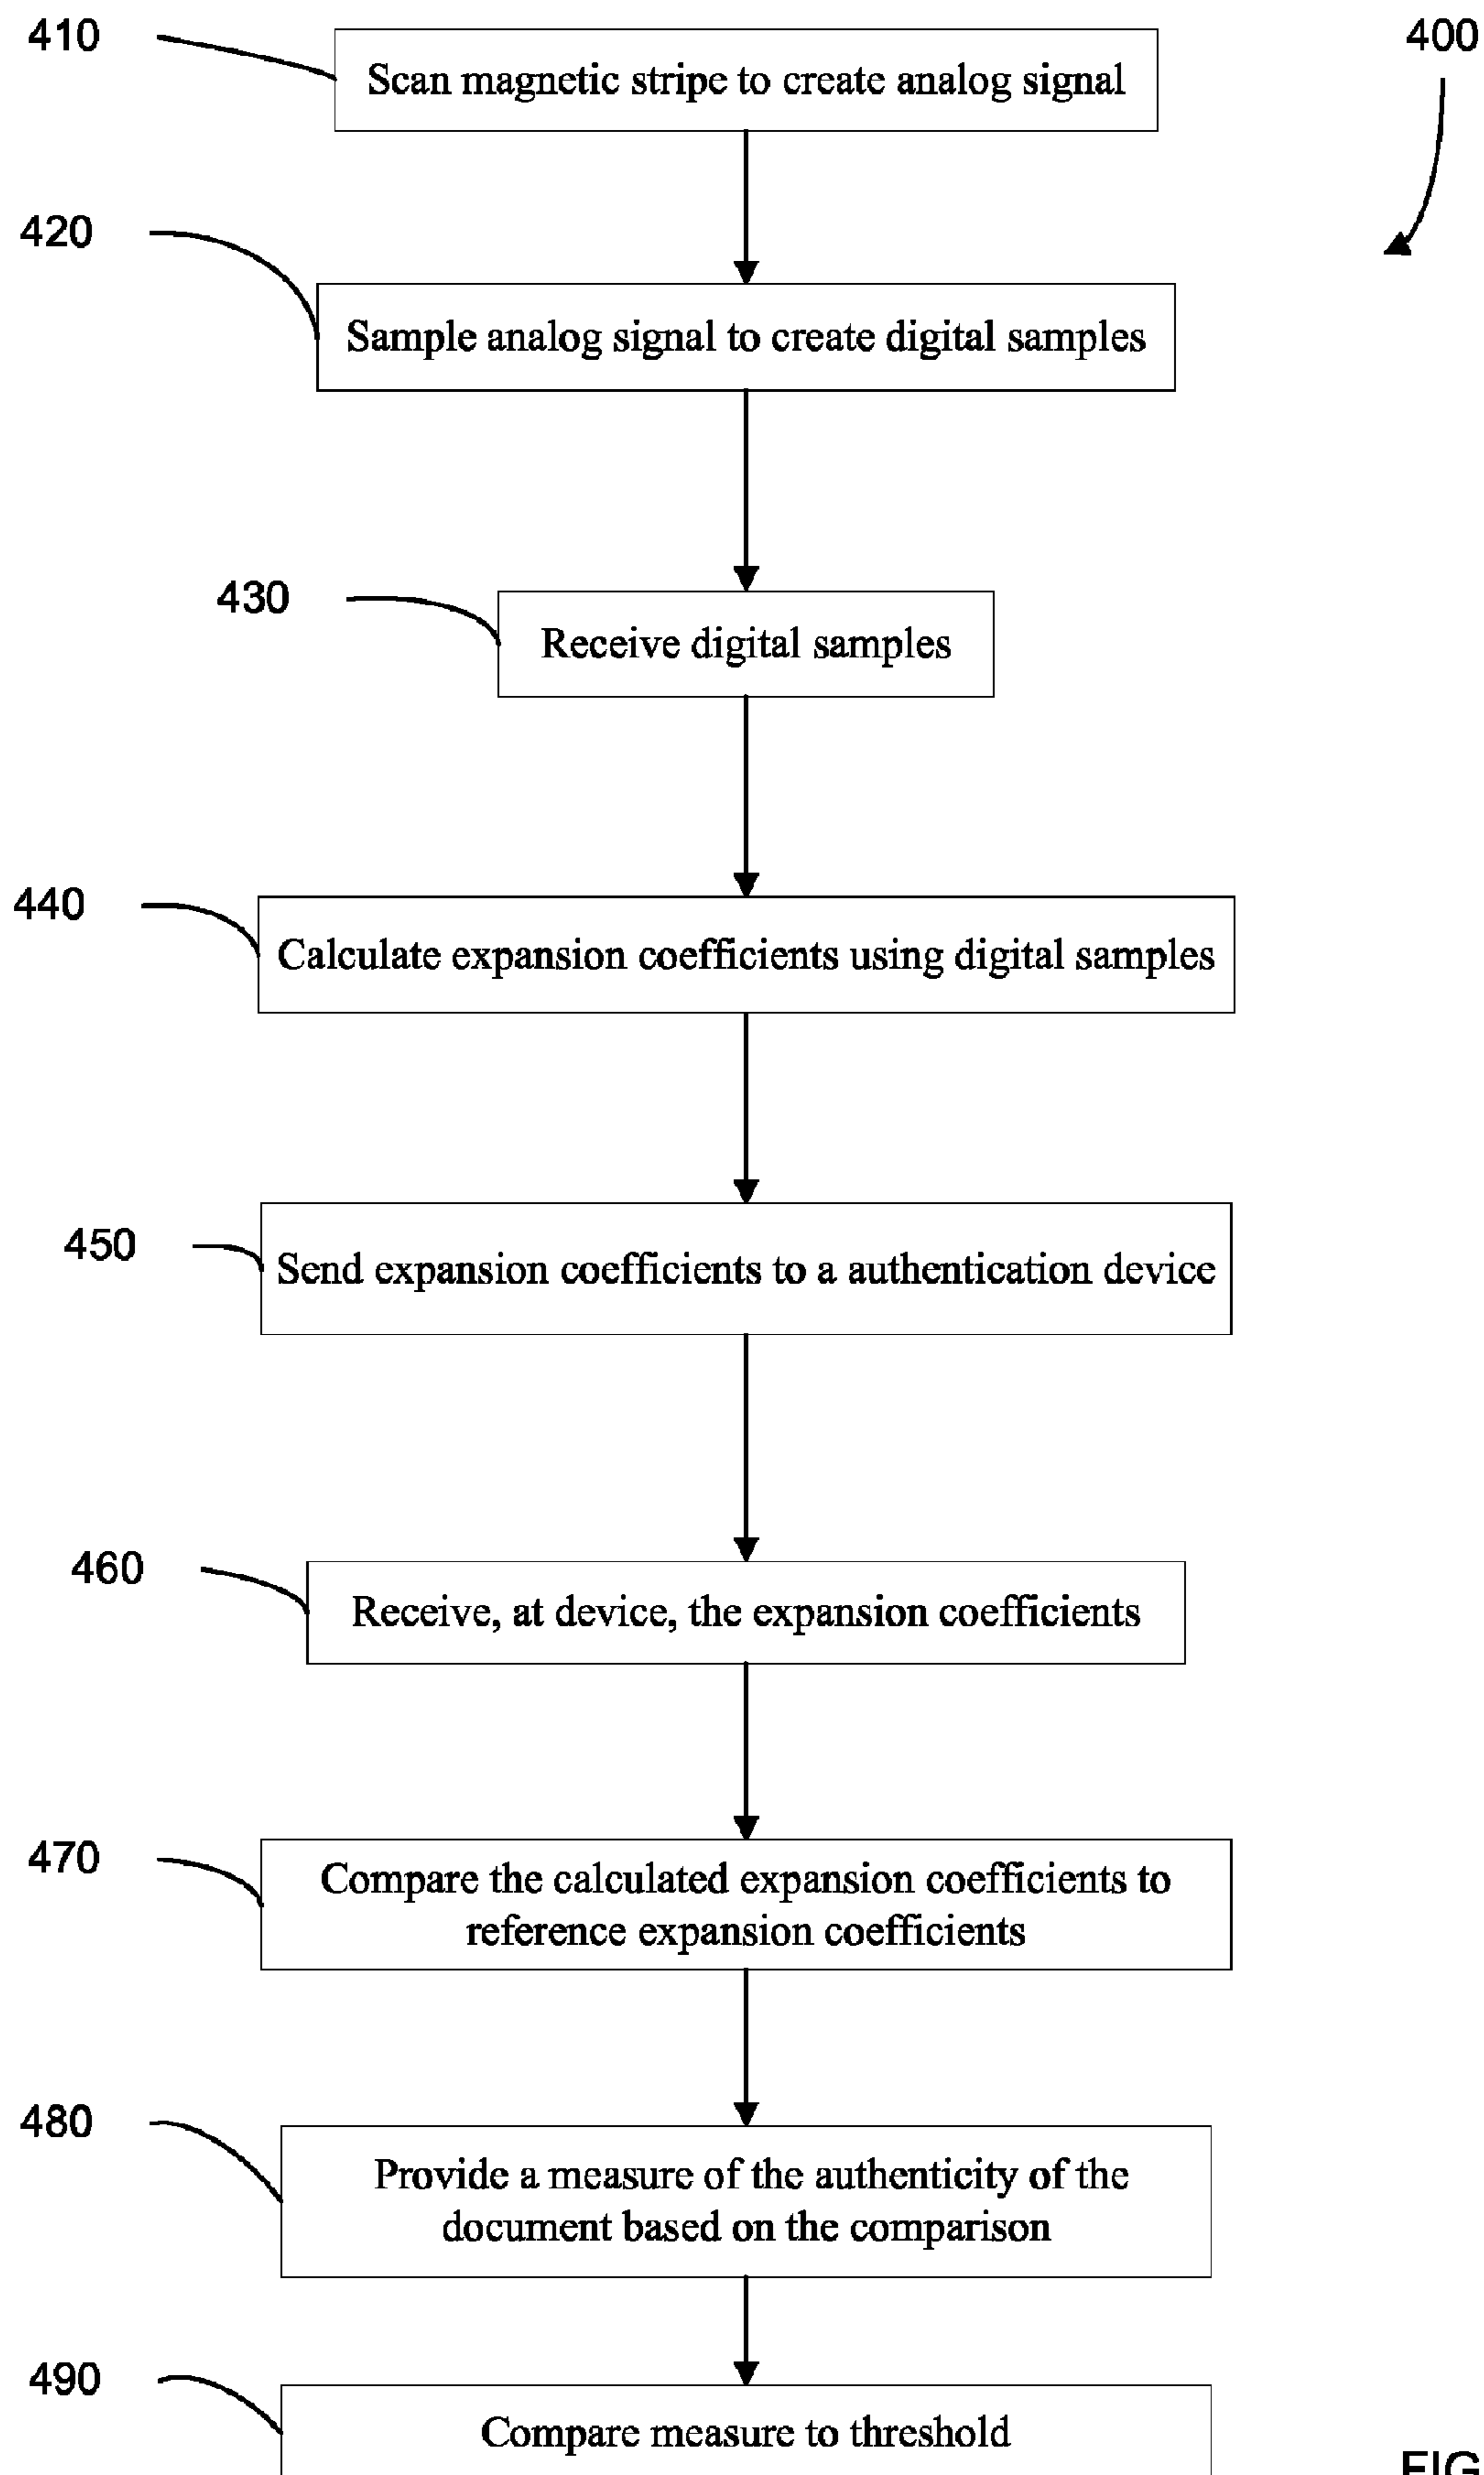 410
400
Scan magnetic stripe to create analog signal
420
Sample analog signal to create digital samples
430
Receive digital samples
440
Calculate expansion coefficients using digital samples
450
Send expansion coefficients to a authentication device
460
Receive, at device, the expansion coefficients
470
Compare the calculated expansion coefficients to
reference expansion coefficients
480
Provide a measure of the authenticity of the
document based on the comparison
490
Compare measure to threshold
FIG